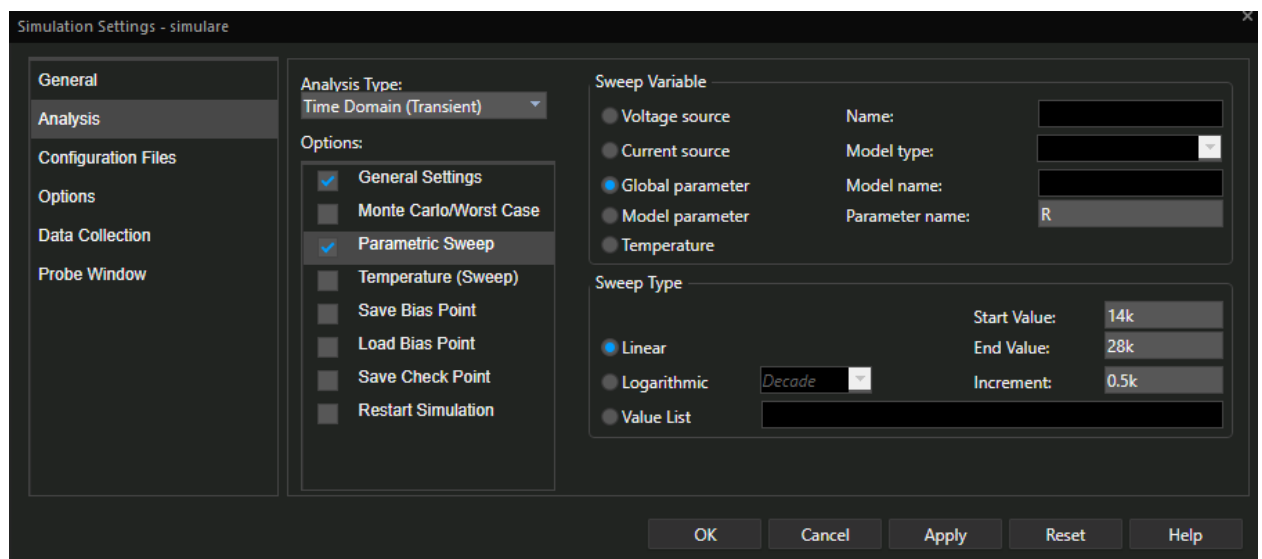 Simulation Settings - simulare
General
Analysis
Configuration Files
Options
Data Collection
Probe Window
Analysis Type:
Time Domain (Transient)
Options:
General Settings
Monte Carlo/Worst Case
Parametric Sweep
Temperature (Sweep)
Save Bias Point
Load Bias Point
Save Check Point
Restart Simulation
Sweep Variable
Voltage source Name:
Current source Model type:
Global parameter Model name:
Model parameter Parameter name: R
Temperature
Sweep Type
Start Value: 14k
Linear End Value: 28k
Logarithmic Decade Increment: 0.5k
Value List
OK Cancel Apply Reset Help